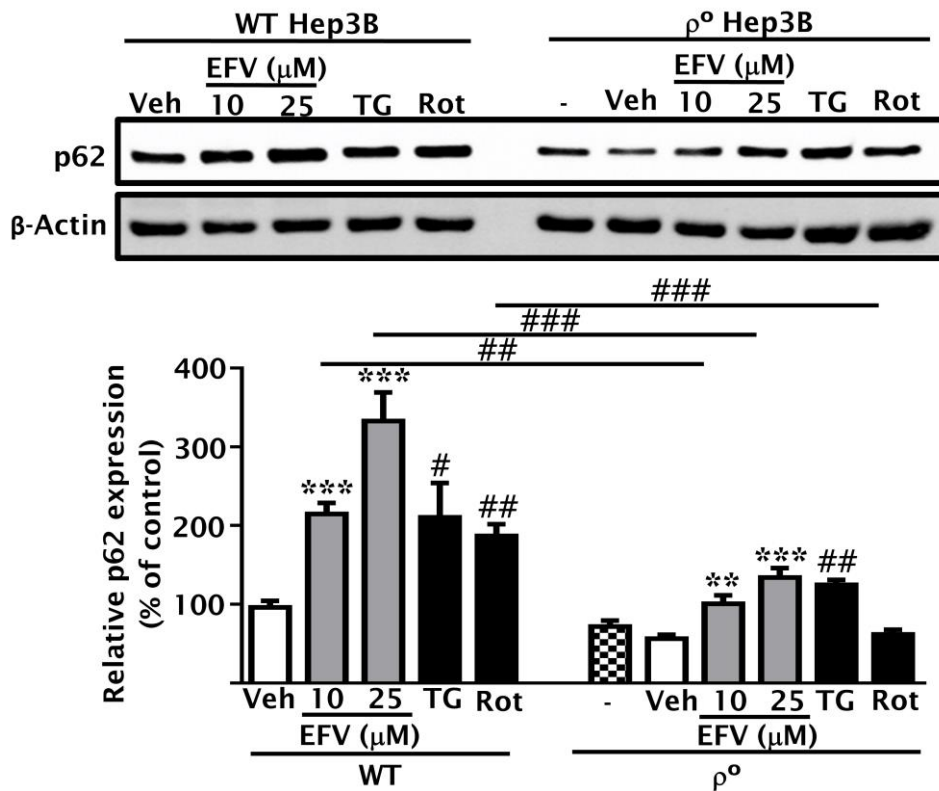 WT Hep3B ρº Hep3B
EFV (μM) EFV (μM)
Veh 10 25 TG Rot - Veh 10 25 TG Rot
p62
β-Actin
###
###
##
Relative p62 expression
(% of control)
400
300
200
100
*** *** # ## ** *** ##
Veh 10 25 TG Rot - Veh 10 25 TG Rot
EFV (μM) EFV (μM)
WT ρº